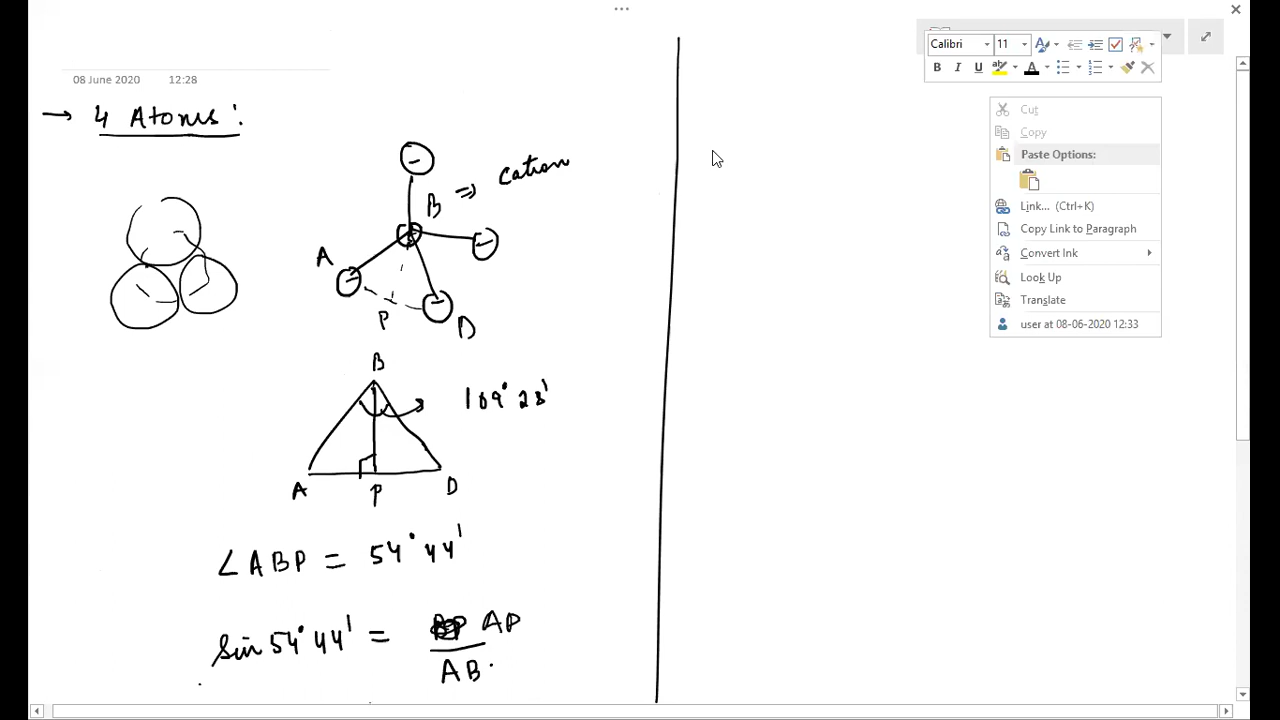 08 June 2020 12:28
→ 4 Atoms :
-
B ⇒ cation
A
-
-
-
P
D
B
109° 28'
A P D
∠ABP = 54° 44'
sin 54° 44' = AP
AB
Calibri 11
B I U ab A
Cut
Copy
Paste Options:
Link... (Ctrl+K)
Copy Link to Paragraph
Convert Ink
Look Up
Translate
user at 08-06-2020 12:33